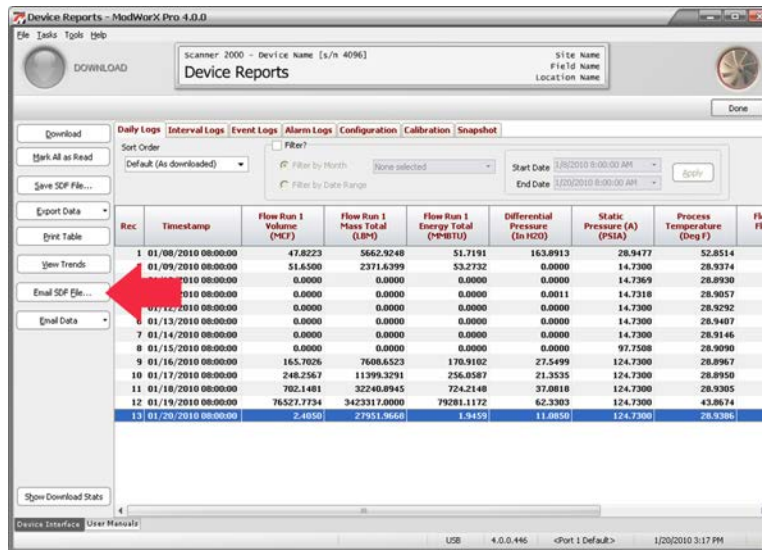 Device Reports - ModWorX Pro 4.0.0
File Tasks Tools Help
DOWNLOAD
Scanner 2000 - Device Name [s/n 4096]
Device Reports
Site Name
Field Name
Location Name
Done
Download
Mark All as Read
Save SDF File...
Export Data
Print Table
View Trends
Email SDF File...
Email Data
Show Download Stats
Daily Logs Interval Logs Event Logs Alarm Logs Configuration Calibration Snapshot
Sort Order
Default (As downloaded)
Filter?
Filter by Month None selected
Filter by Date Range
Start Date 1/8/2010 8:00:00 AM
End Date 1/20/2010 8:00:00 AM
Apply
Rec Timestamp Flow Run 1 Volume (MCF) Flow Run 1 Mass Total (LBM) Flow Run 1 Energy Total (MMBTU) Differential Pressure (In H2O) Static Pressure (A) (PSIA) Process Temperature (Deg F)
1 01/08/2010 08:00:00 47.8223 5662.9248 51.7191 163.8913 28.9477 52.8514
01/09/2010 08:00:00 51.6500 2371.6399 53.2732 0.0000 14.7300 28.9374
0.0000 0.0000 0.0000 0.0000 14.7369 28.8930
0.0000 0.0000 0.0000 0.0011 14.7318 28.9057
01/12/2010 08:00:00 0.0000 0.0000 0.0000 0.0000 14.7300 28.9292
6 01/13/2010 08:00:00 0.0000 0.0000 0.0000 0.0000 14.7300 28.9407
7 01/14/2010 08:00:00 0.0000 0.0000 0.0000 0.0000 14.7300 28.9146
8 01/15/2010 08:00:00 0.0000 0.0000 0.0000 0.0000 97.7508 28.9090
9 01/16/2010 08:00:00 165.7026 7608.6523 170.9102 27.5499 124.7300 28.8967
10 01/17/2010 08:00:00 248.2567 11399.3291 256.0587 21.3535 124.7300 28.8950
11 01/18/2010 08:00:00 702.1481 32240.8945 724.2148 37.0818 124.7300 28.9305
12 01/19/2010 08:00:00 76527.7734 3423317.0000 79281.1172 62.3303 124.7300 43.8674
13 01/20/2010 08:00:00 2.4050 27951.9668 1.9459 11.0850 124.7300 28.9386
Device Interface User Manuals
USB 4.0.0.446 <Port 1 Default> 1/20/2010 3:17 PM